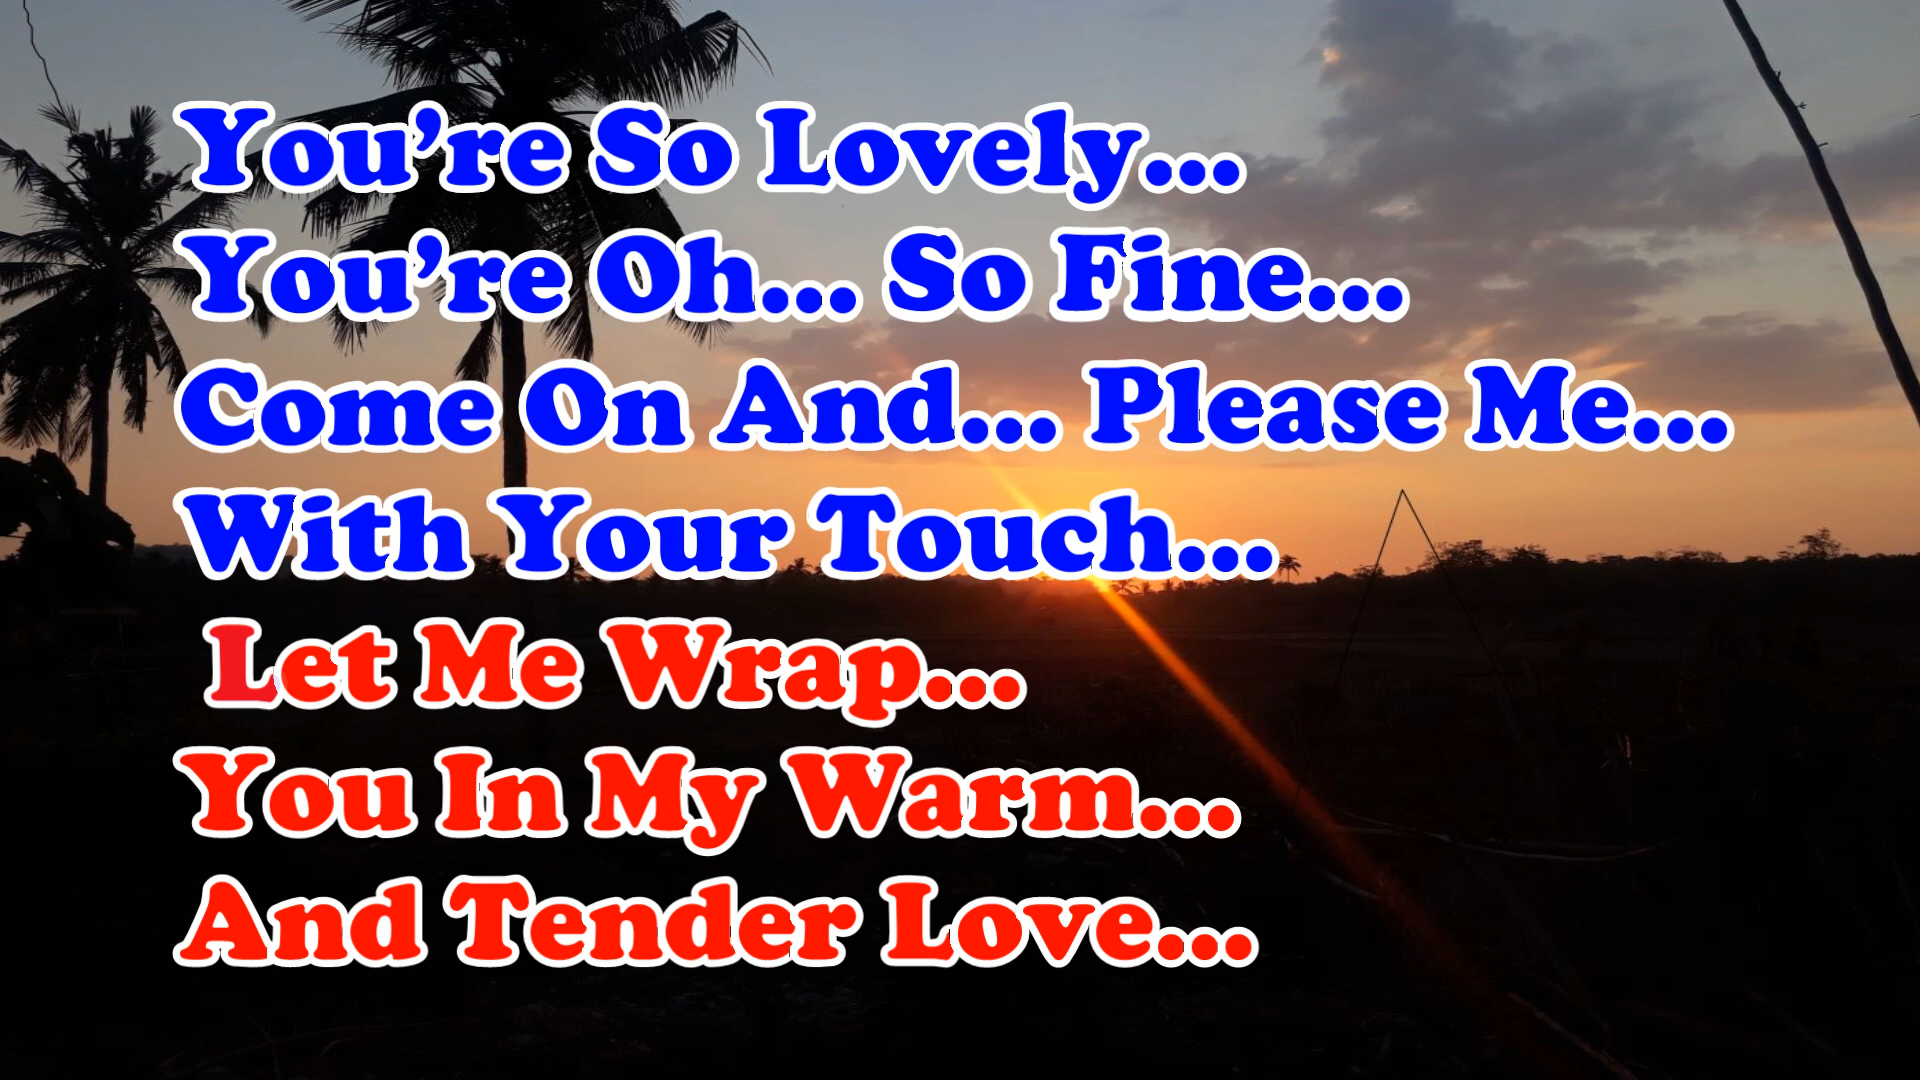 You’re So Lovely...
You’re Oh... So Fine...
Come On And... Please Me...
With Your Touch...
Let Me Wrap...
You In My Warm...
And Tender Love...